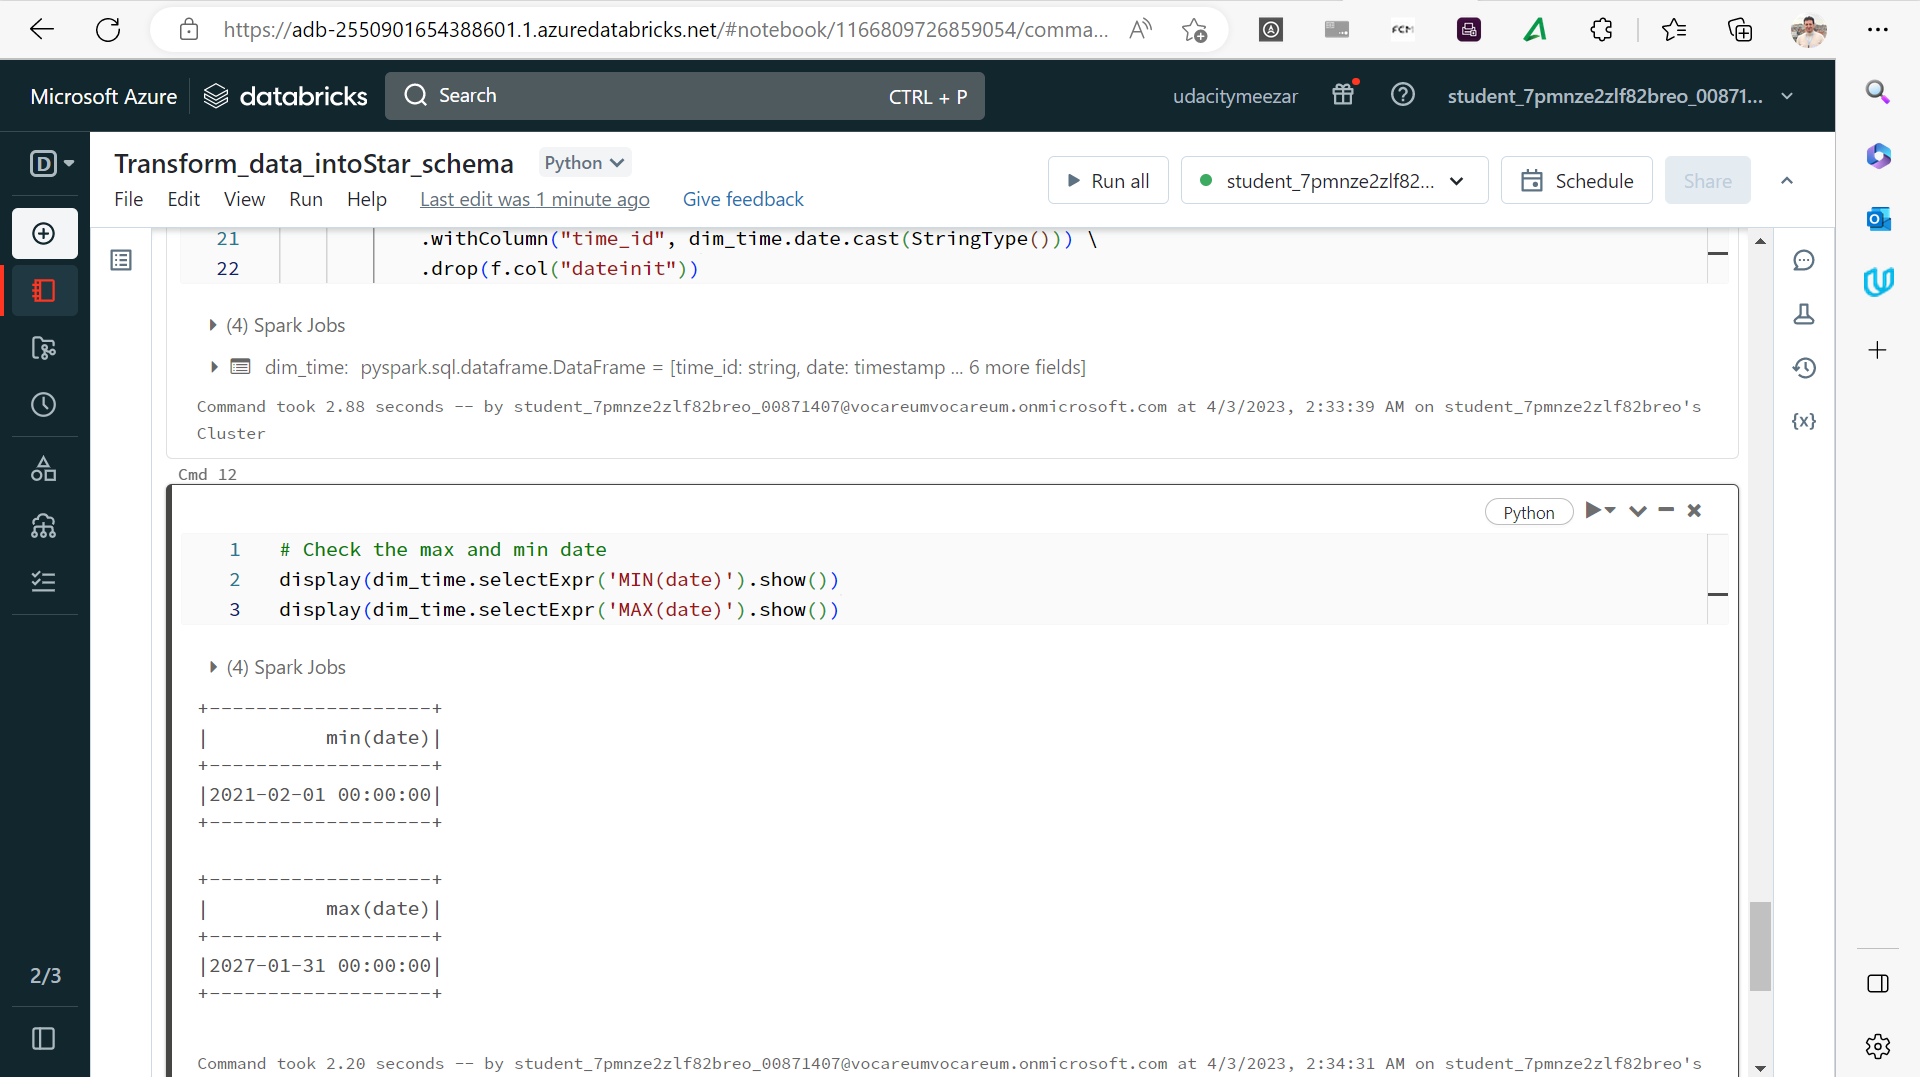 https://adb-2550901654388601.1.azuredatabricks.net/#notebook/1166809726859054/comma...
FCM
Microsoft Azure
databricks
Search
CTRL + P
udacitymeezar
student_7pmnze2zlf82breo_00871...
D
Transform_data_intoStar_schema
Python
Run all
student_7pmnze2zlf82...
Schedule
Share
File
Edit
View
Run
Help
Last edit was 1 minute ago
Give feedback
21 .withColumn("time_id", dim_time.date.cast(StringType())) \
22 .drop(f.col("dateinit"))
(4) Spark Jobs
dim_time: pyspark.sql.dataframe.DataFrame = [time_id: string, date: timestamp ... 6 more fields]
Command took 2.88 seconds -- by student_7pmnze2zlf82breo_00871407@vocareumvocareum.onmicrosoft.com at 4/3/2023, 2:33:39 AM on student_7pmnze2zlf82breo's
Cluster
{x}
Cmd 12
Python
1 # Check the max and min date
2 display(dim_time.selectExpr('MIN(date)').show())
3 display(dim_time.selectExpr('MAX(date)').show())
(4) Spark Jobs
+-------------------+
|          min(date)|
+-------------------+
|2021-02-01 00:00:00|
+-------------------+
+-------------------+
|          max(date)|
+-------------------+
|2027-01-31 00:00:00|
+-------------------+
2/3
Command took 2.20 seconds -- by student_7pmnze2zlf82breo_00871407@vocareumvocareum.onmicrosoft.com at 4/3/2023, 2:34:31 AM on student_7pmnze2zlf82breo's